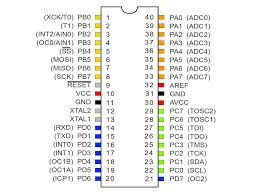 (XCK/T0) PB0 1 40 PA0 (ADC0)
(T1) PB1 2 39 PA1 (ADC1)
(INT2/AIN0) PB2 3 38 PA2 (ADC2)
(OC0/AIN1) PB3 4 37 PA3 (ADC3)
(SS) PB4 5 36 PA4 (ADC4)
(MOSI) PB5 6 35 PA5 (ADC5)
(MISO) PB6 7 34 PA6 (ADC6)
(SCK) PB7 8 33 PA7 (ADC7)
RESET 9 32 AREF
VCC 10 31 GND
GND 11 30 AVCC
XTAL2 12 29 PC7 (TOSC2)
XTAL1 13 28 PC6 (TOSC1)
(RXD) PD0 14 27 PC5 (TDI)
(TXD) PD1 15 26 PC4 (TDO)
(INT0) PD2 16 25 PC3 (TMS)
(INT1) PD3 17 24 PC2 (TCK)
(OC1B) PD4 18 23 PC1 (SDA)
(OC1A) PD5 19 22 PC0 (SCL)
(ICP1) PD6 20 21 PD7 (OC2)